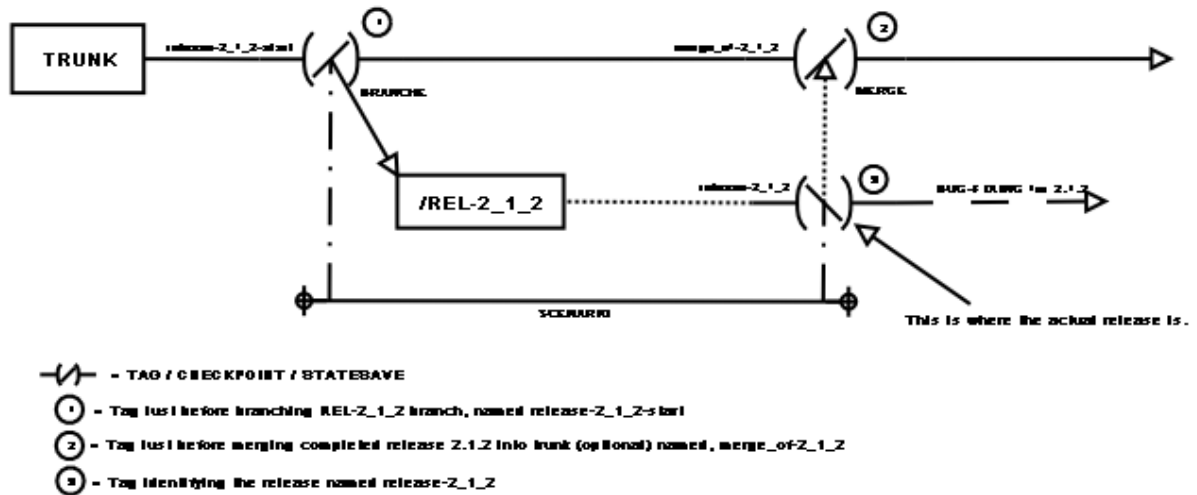 1
2
release-2_1_2-start
merge_of-2_1_2
TRUNK
BRANCHE
MERGE
3
release-2_1_2
BUG-FIXING for 2.1.2
/REL-2_1_2
SCENARIO
This is where the actual release is.
= TAG / CHECKPOINT / STATESAVE
1 - Tag just before branching REL-2_1_2 branch, named release-2_1_2-start
2 - Tag just before merging completed release 2.1.2 into trunk (optional) named, merge_of-2_1_2
3 - Tag identifying the release named release-2_1_2